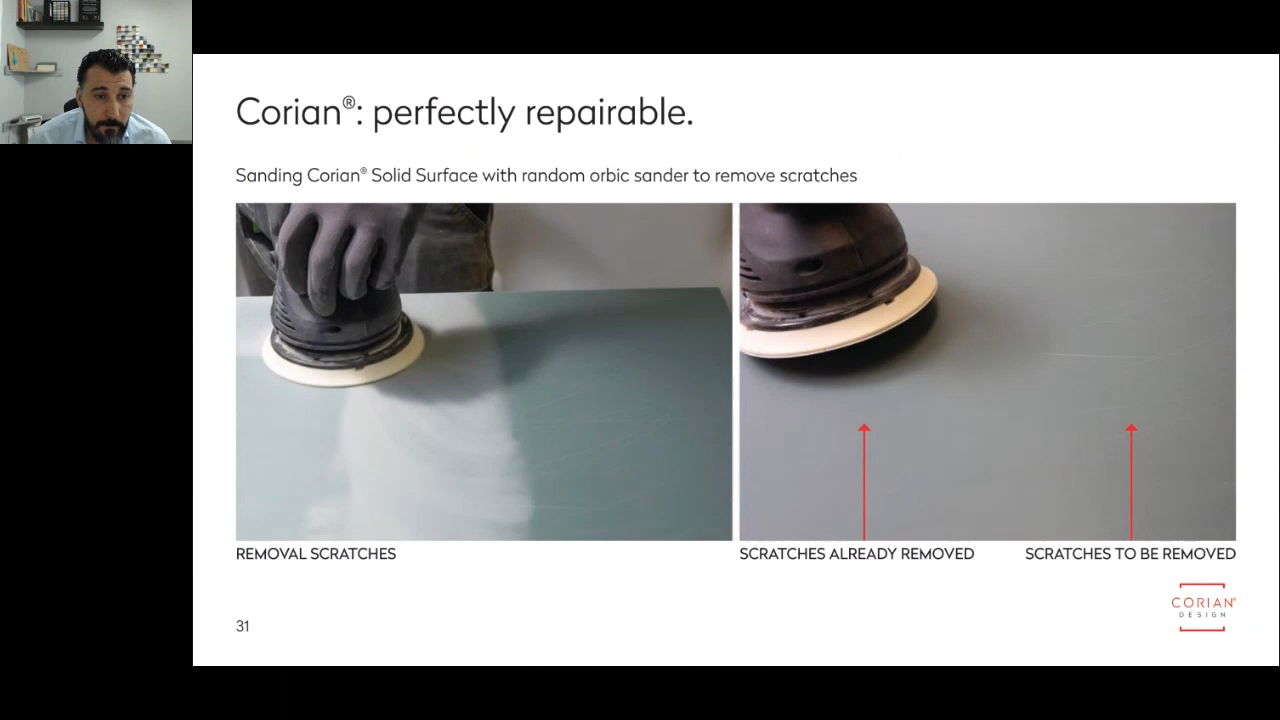 Corian®: perfectly repairable.
Sanding Corian® Solid Surface with random orbic sander to remove scratches
REMOVAL SCRATCHES
SCRATCHES ALREADY REMOVED
SCRATCHES TO BE REMOVED
CORIAN®
DESIGN
31